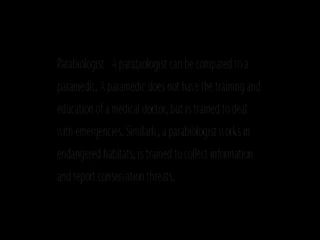 Parabiologist - A parabiologist can be compared to a
paramedic. A paramedic does not have the training and
education of a medical doctor, but is trained to deal
with emergencies. Similarly, a parabiologist works in
endangered habitats, is trained to collect information
and report conservation threats.